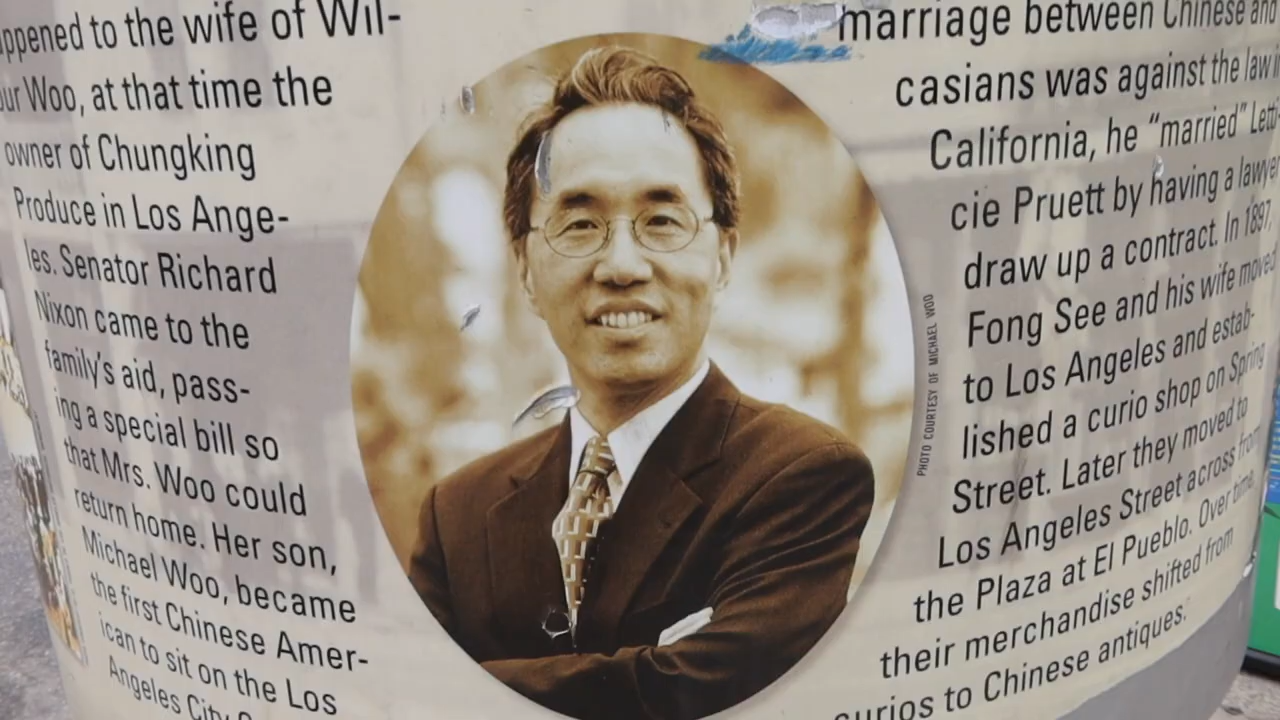 appened to the wife of Wil-
our Woo, at that time the
owner of Chungking
Produce in Los Ange-
les. Senator Richard
Nixon came to the
family's aid, pass-
ing a special bill so
that Mrs. Woo could
return home. Her son,
Michael Woo, became
the first Chinese Amer-
ican to sit on the Los
Angeles City
PHOTO COURTESY OF MICHAEL WOO
marriage between Chinese and
casians was against the law in
California, he "married" Letti-
cie Pruett by having a lawyer
draw up a contract. In 1897,
Fong See and his wife moved
to Los Angeles and estab-
lished a curio shop on Spring
Street. Later they moved to
Los Angeles Street across from
the Plaza at El Pueblo. Over time,
their merchandise shifted from
curios to Chinese antiques.